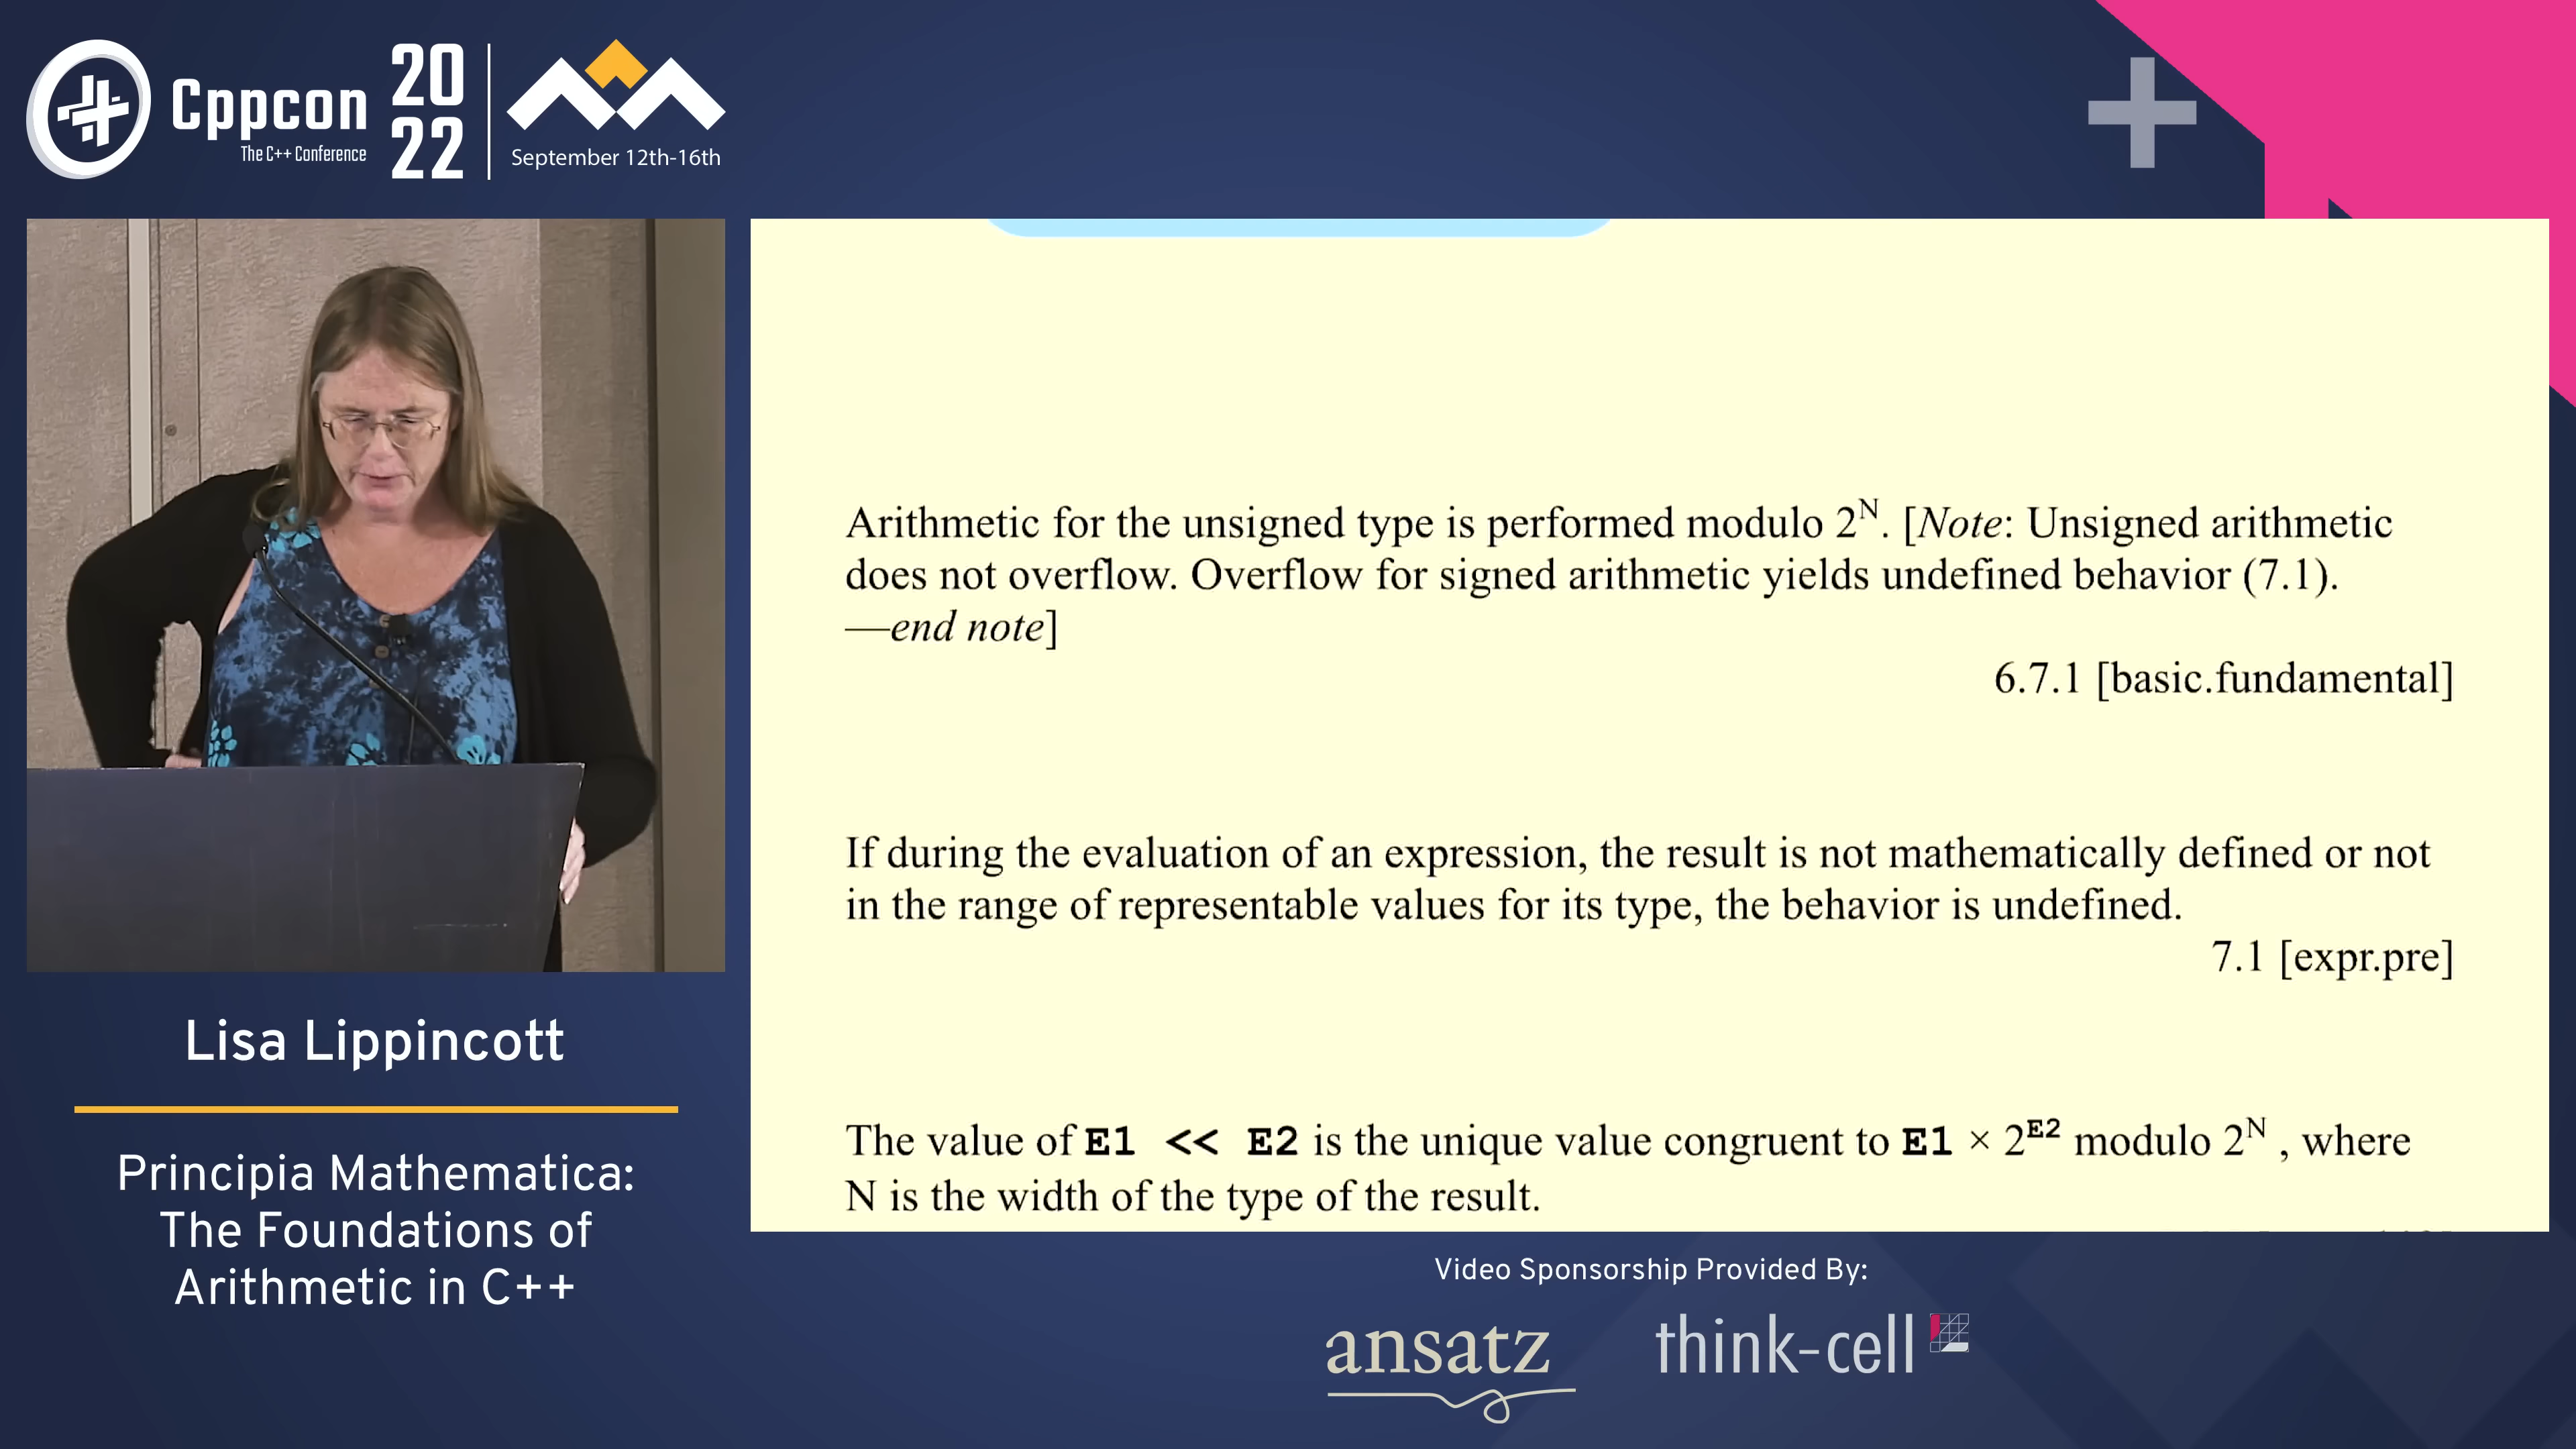 Cppcon
The C++ Conference
20
22
September 12th-16th
Arithmetic for the unsigned type is performed modulo 2ᴺ. [Note: Unsigned arithmetic
does not overflow. Overflow for signed arithmetic yields undefined behavior (7.1).
—end note]
6.7.1 [basic.fundamental]
If during the evaluation of an expression, the result is not mathematically defined or not
in the range of representable values for its type, the behavior is undefined.
7.1 [expr.pre]
The value of E1 << E2 is the unique value congruent to E1 × 2ᴱ² modulo 2ᴺ , where
N is the width of the type of the result.
Lisa Lippincott
Principia Mathematica:
The Foundations of
Arithmetic in C++
Video Sponsorship Provided By:
ansatz
think-cell